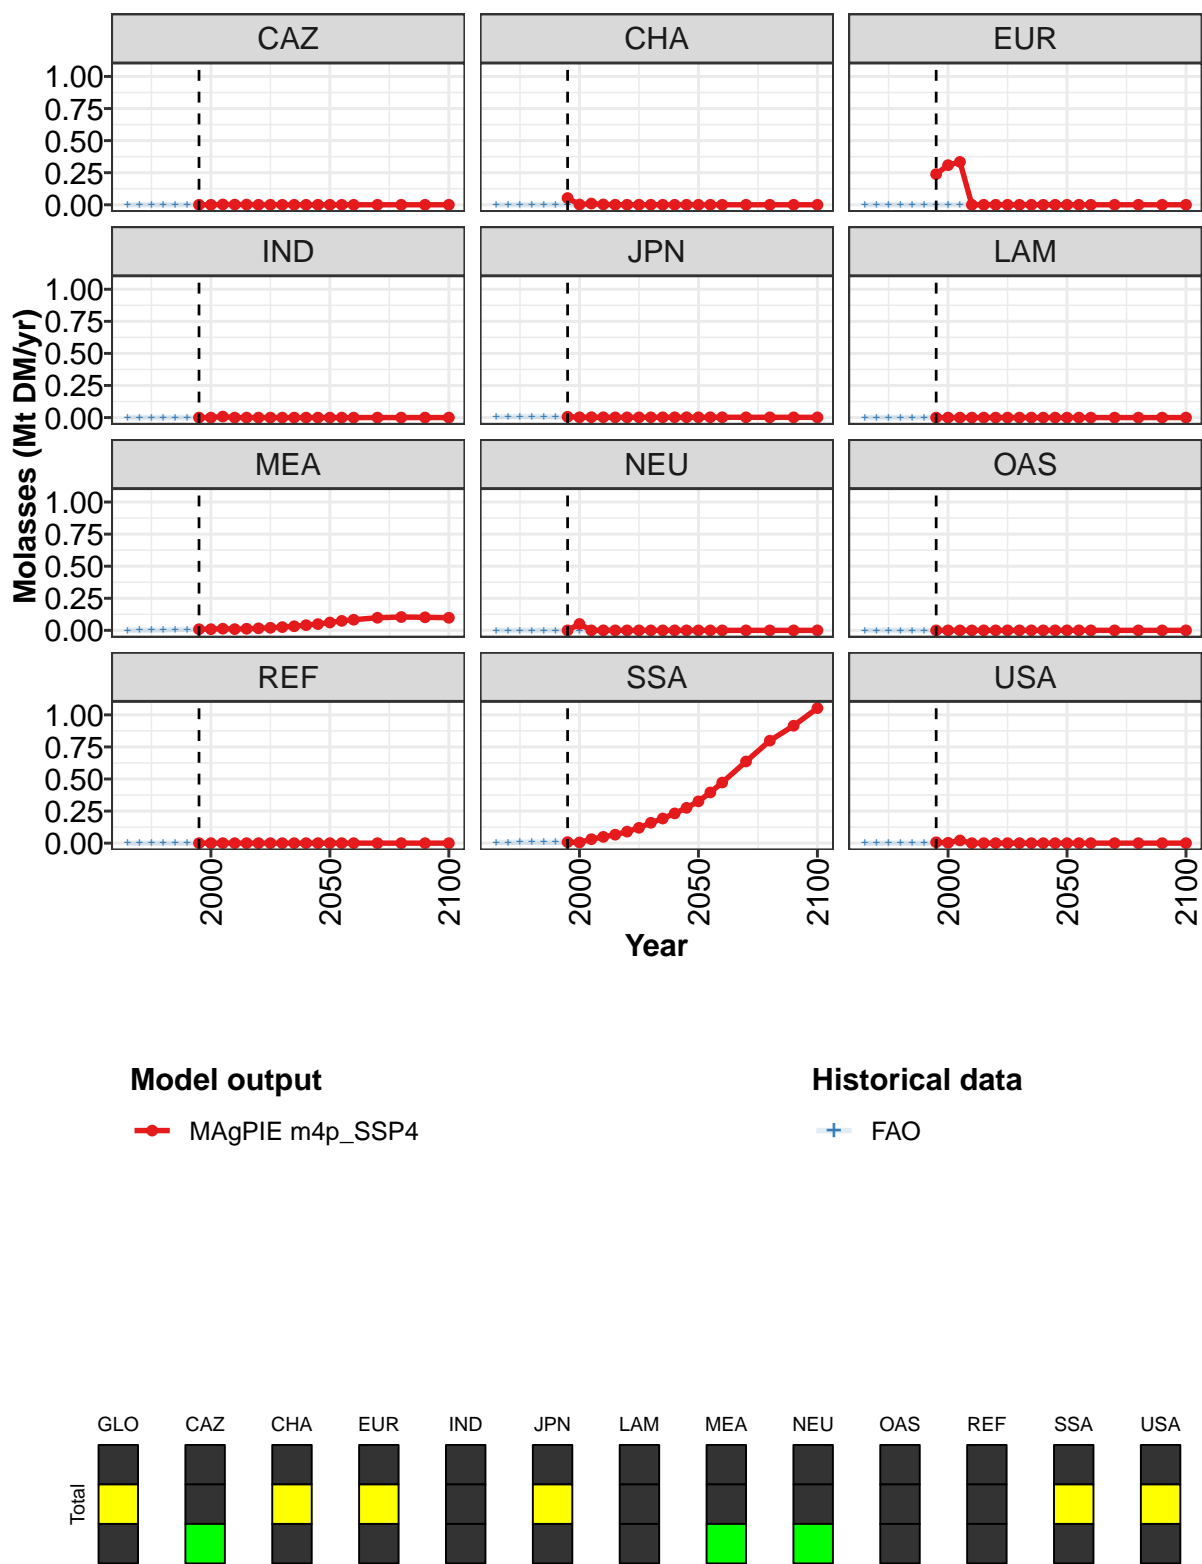 CAZ CHA EUR
1.00
0.75
0.50
0.25
0.00
IND JPN LAM
1.00
0.75
0.50
0.25
0.00
MEA NEU OAS
1.00
0.75
0.50
0.25
0.00
REF SSA USA
1.00
0.75
0.50
0.25
0.00
Molasses (Mt DM/yr)
2000 2050 2100 2000 2050 2100 2000 2050 2100
Year
Model output Historical data
MAgPIE m4p_SSP4 FAO
GLO CAZ CHA EUR IND JPN LAM MEA NEU OAS REF SSA USA
Total